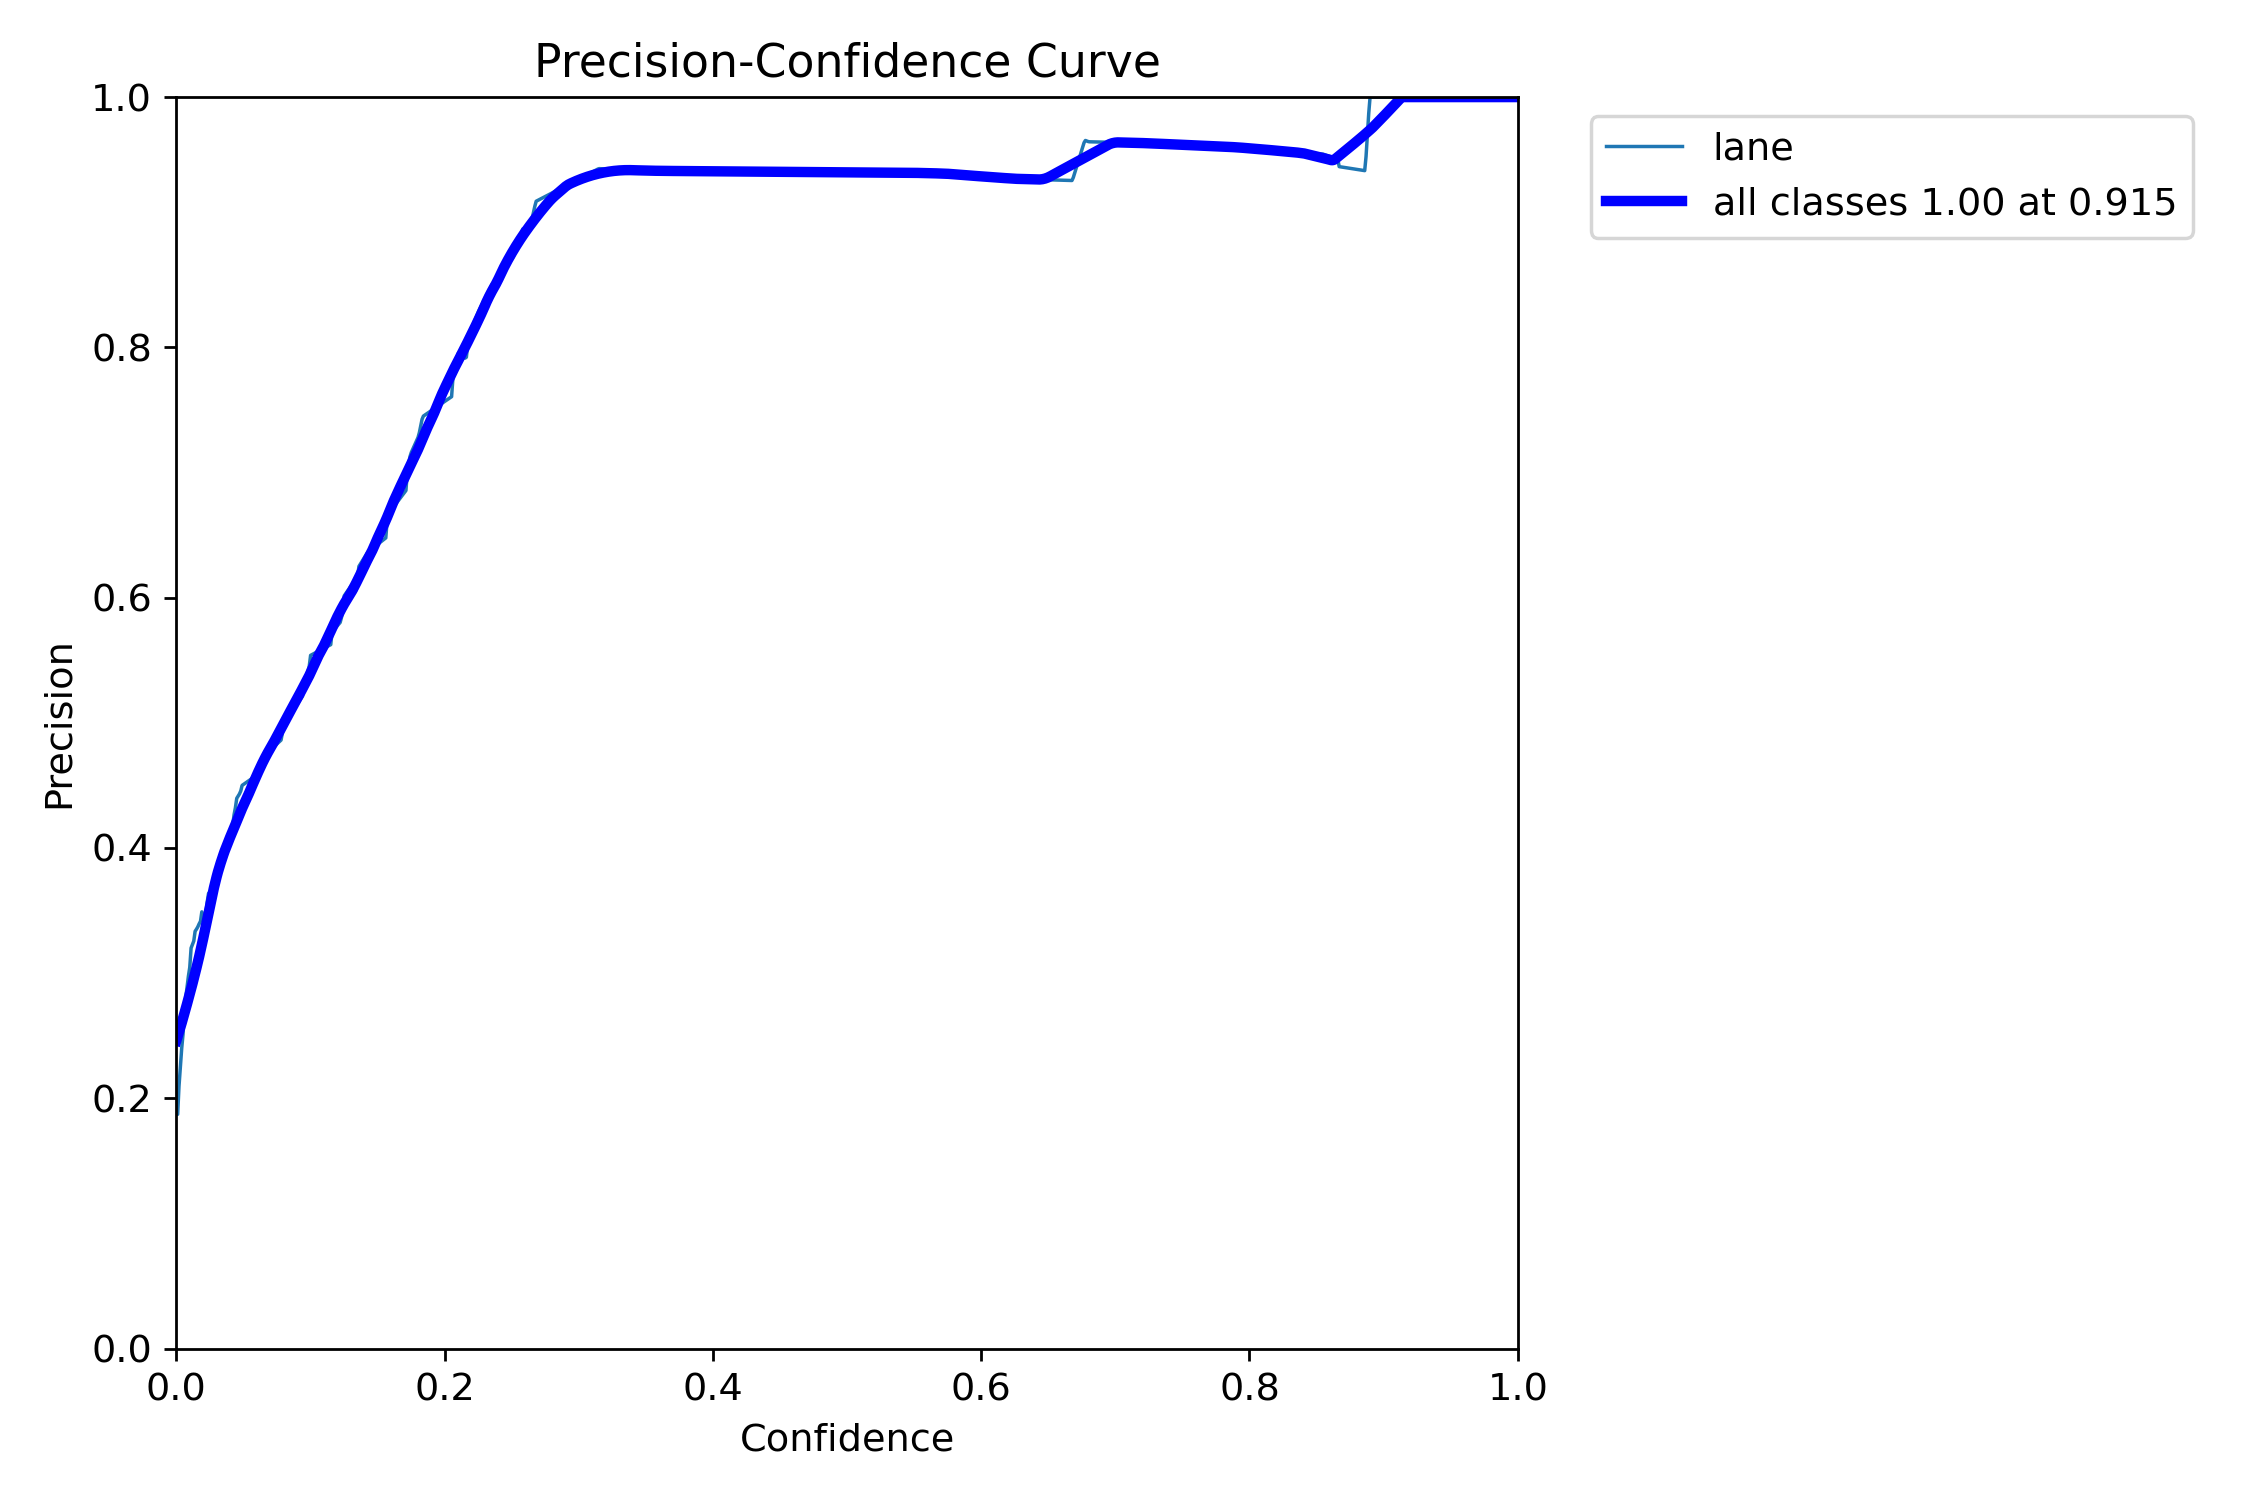 Precision-Confidence Curve
1.0
0.8
0.6
0.4
0.2
0.0
Precision
0.0 0.2 0.4 0.6 0.8 1.0
Confidence
lane
all classes 1.00 at 0.915